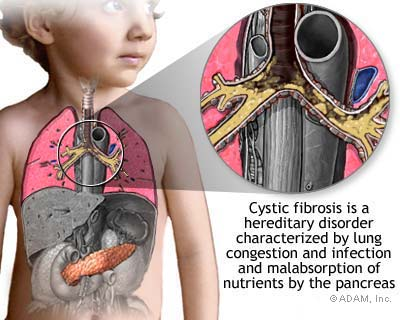 Cystic fibrosis is a
hereditary disorder
characterized by lung
congestion and infection
and malabsorption of
nutrients by the pancreas
©ADAM, Inc.